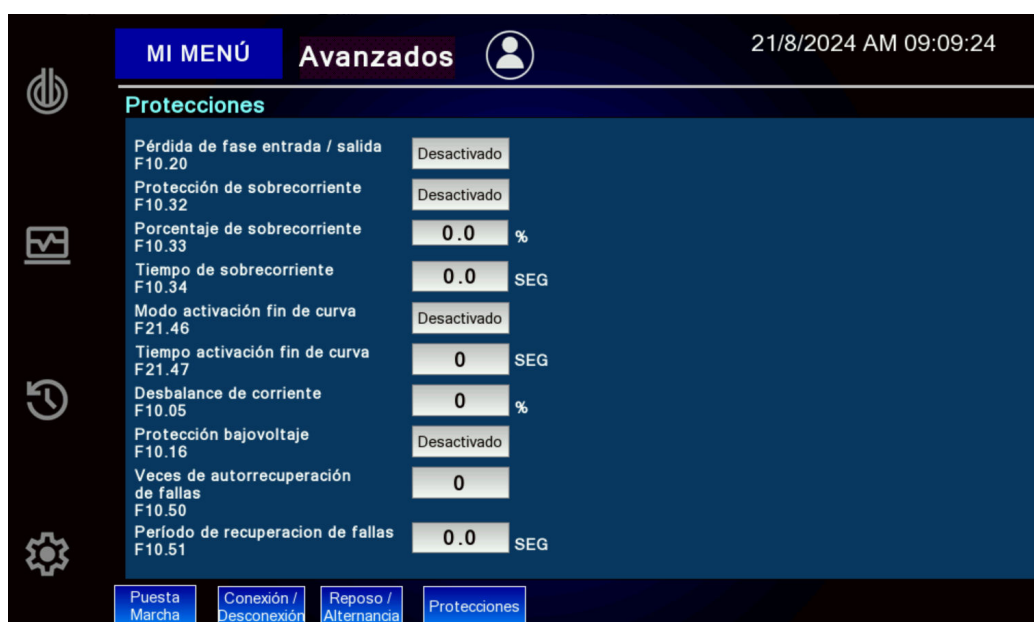 MI MENÚ
Avanzados
21/8/2024 AM 09:09:24
Protecciones
Pérdida de fase entrada / salida
F10.20
Desactivado
Protección de sobrecorriente
F10.32
Desactivado
Porcentaje de sobrecorriente
F10.33
0.0 %
Tiempo de sobrecorriente
F10.34
0.0 SEG
Modo activación fin de curva
F21.46
Desactivado
Tiempo activación fin de curva
F21.47
0 SEG
Desbalance de corriente
F10.05
0 %
Protección bajovoltaje
F10.16
Desactivado
Veces de autorrecuperación
de fallas
F10.50
0
Período de recuperacion de fallas
F10.51
0.0 SEG
Puesta
Marcha
Conexión /
Desconexión
Reposo /
Alternancia
Protecciones